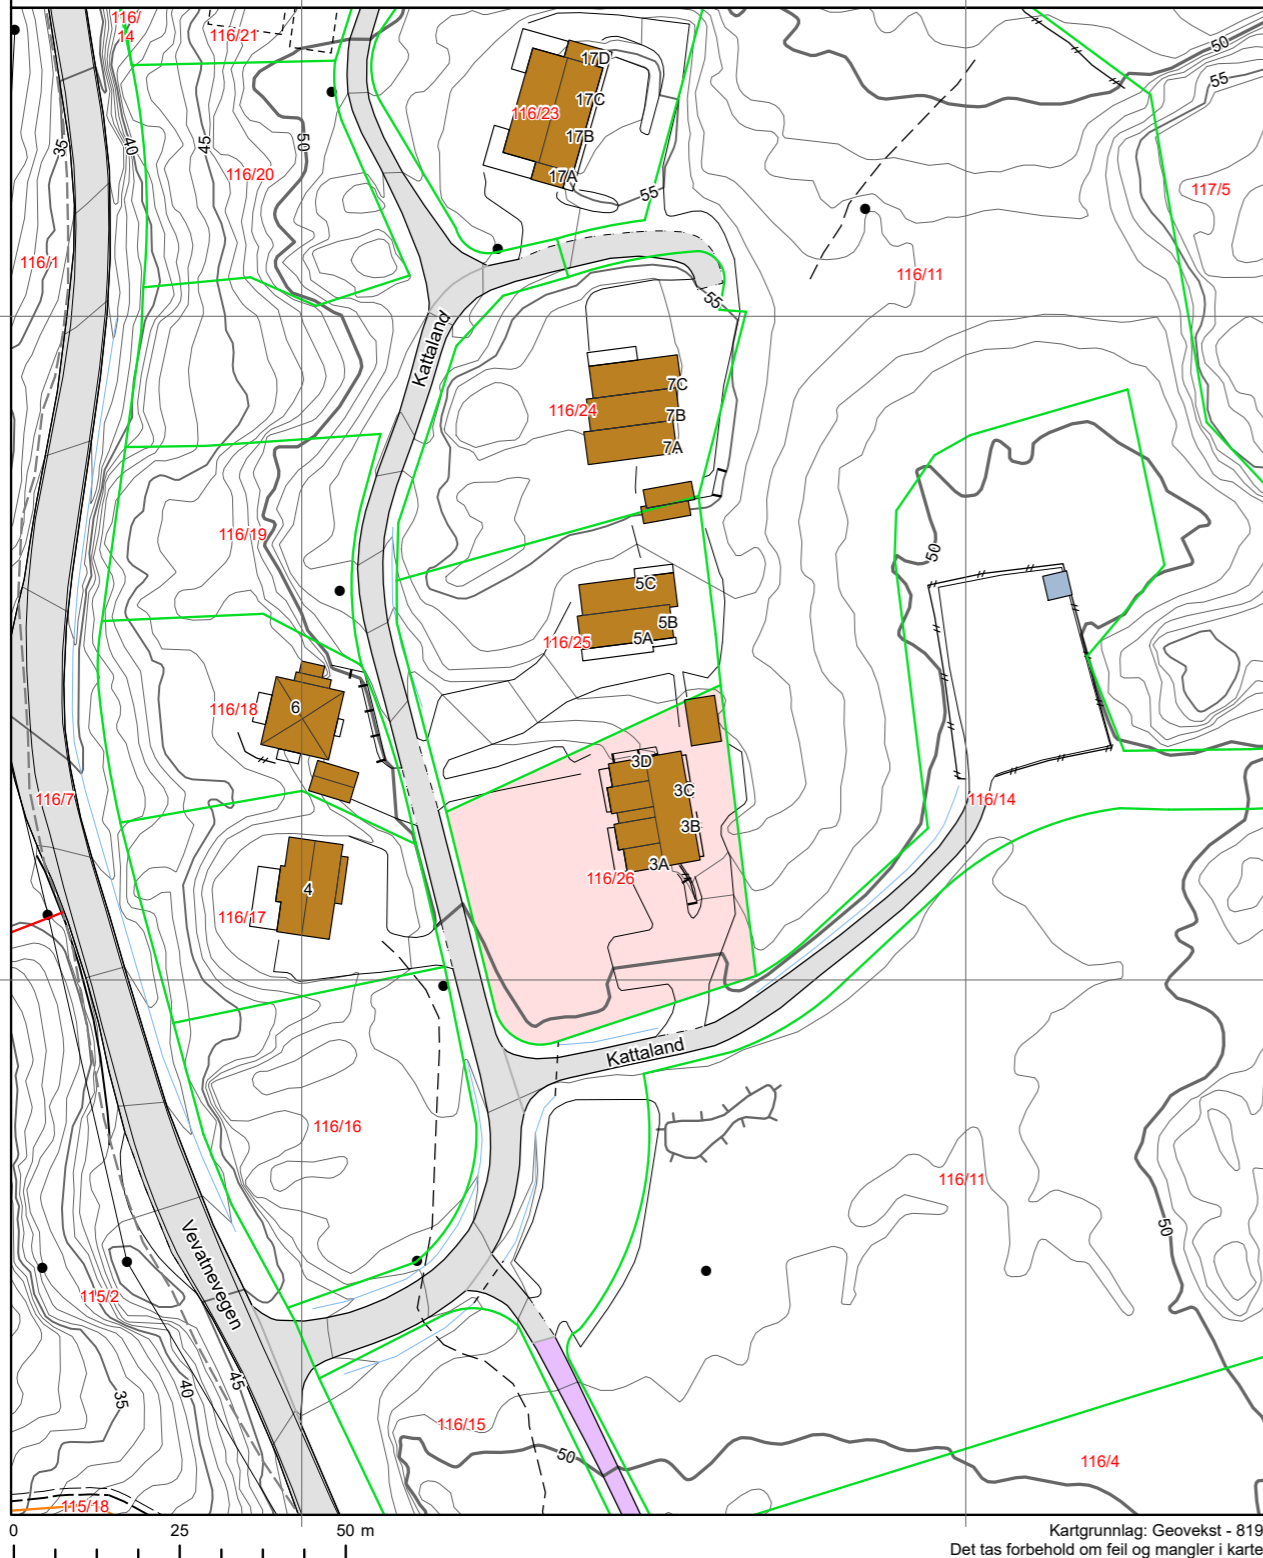 116/
14
116/21
17D
17C
116/23
17B
17A
50
55
35
40
45
50
116/20
55
117/5
116/1
116/11
55
Kattaland
7C
116/24
7B
7A
116/19
50
5C
5B
116/25
5A
6
116/18
3D
3C
116/7
116/14
3B
3A
116/26
4
116/17
Kattaland
116/16
116/11
50
Vevatnevegen
115/2
45
40
35
116/15
50
116/4
115/18
0 25 50 m
Kartgrunnlag: Geovekst - 819
Det tas forbehold om feil og mangler i karte